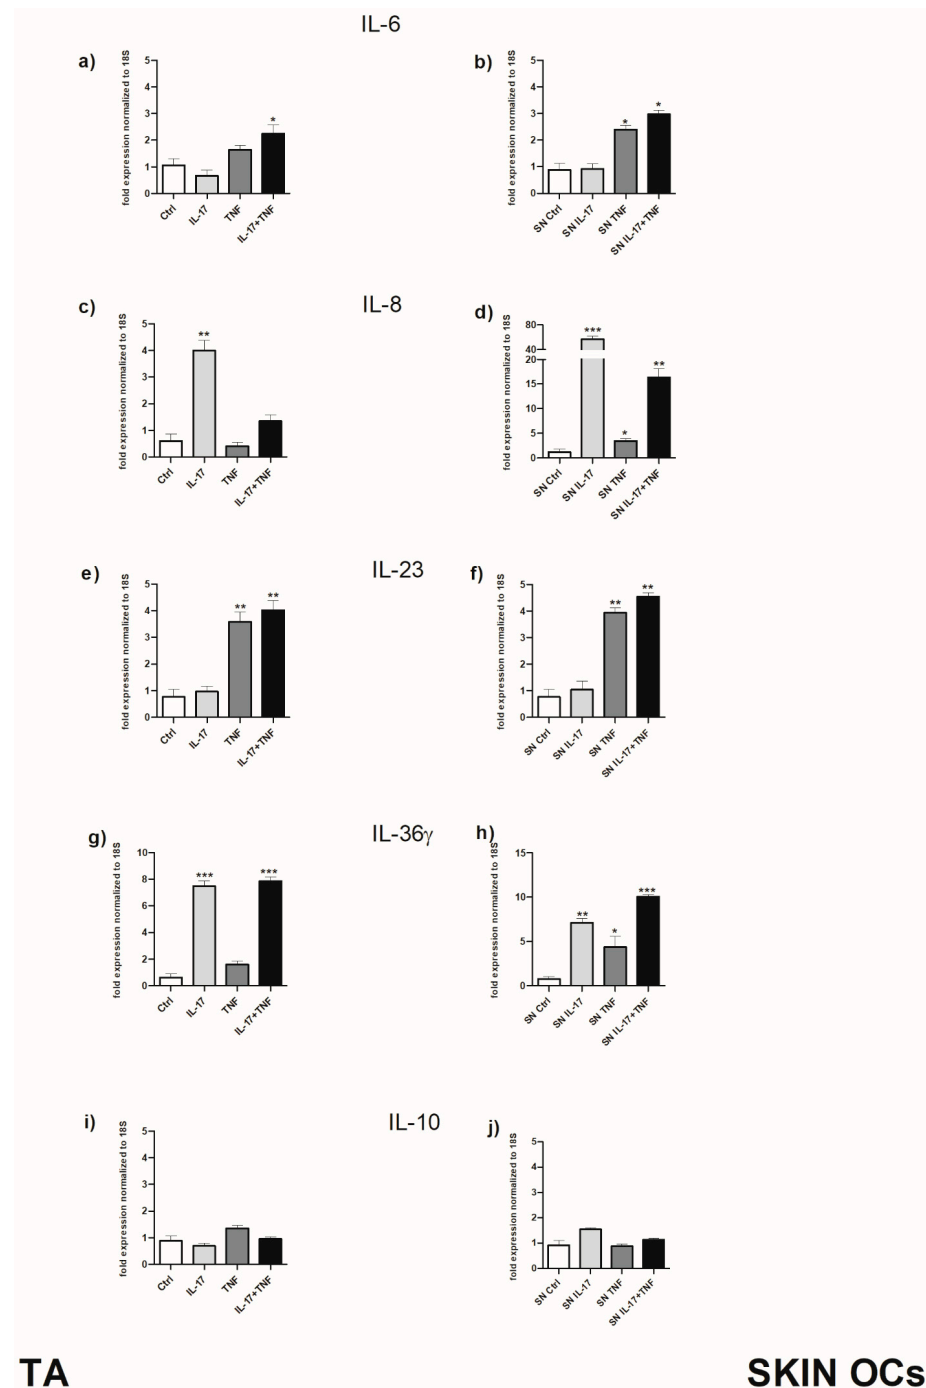 IL-6
a)
fold expression normalized to 18S
5
4
3
2
1
0
*
Ctrl
IL-17
TNF
IL-17+TNF
b)
fold expression normalized to 18S
5
4
3
2
1
0
*
*
SN Ctrl
SN IL-17
SN TNF
SN IL-17+TNF
IL-8
c)
fold expression normalized to 18S
5
4
3
2
1
0
**
Ctrl
IL-17
TNF
IL-17+TNF
d)
fold expression normalized to 18S
80
40
20
15
10
5
0
***
*
**
SN Ctrl
SN IL-17
SN TNF
SN IL-17+TNF
IL-23
e)
fold expression normalized to 18S
5
4
3
2
1
0
**
**
Ctrl
IL-17
TNF
IL-17+TNF
f)
fold expression normalized to 18S
5
4
3
2
1
0
**
**
SN Ctrl
SN IL-17
SN TNF
SN IL-17+TNF
IL-36γ
g)
fold expression normalized to 18S
10
8
6
4
2
0
***
***
Ctrl
IL-17
TNF
IL-17+TNF
h)
fold expression normalized to 18S
15
10
5
0
**
*
***
SN Ctrl
SN IL-17
SN TNF
SN IL-17+TNF
IL-10
i)
fold expression normalized to 18S
5
4
3
2
1
0
Ctrl
IL-17
TNF
IL-17+TNF
j)
fold expression normalized to 18S
5
4
3
2
1
0
SN Ctrl
SN IL-17
SN TNF
SN IL-17+TNF
TA
SKIN OCs